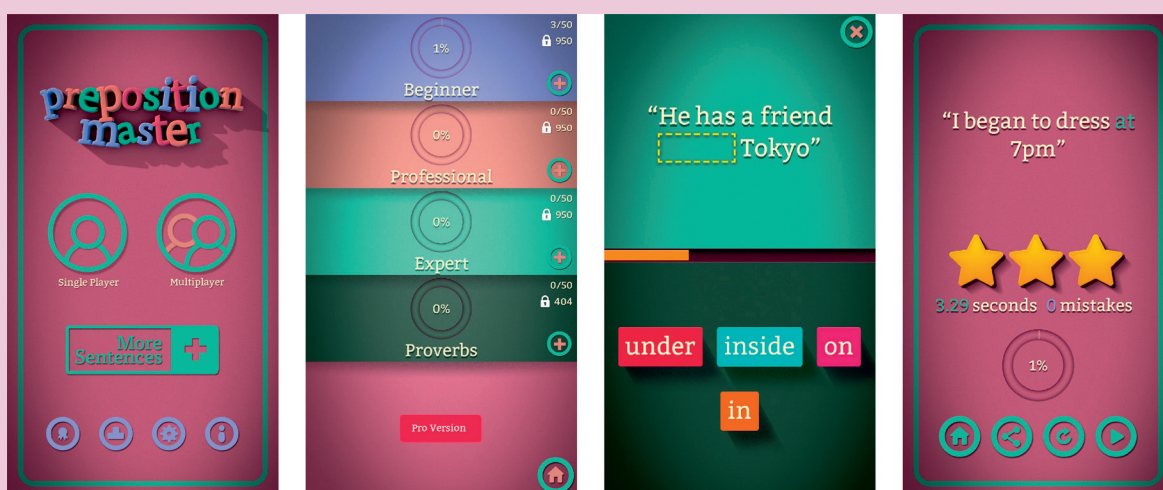 preposition
master
Single Player
Multiplayer
More
Sentences
3/50
950
1%
Beginner
0/50
950
0%
Professional
0/50
950
0%
Expert
0/50
404
0%
Proverbs
Pro Version
“He has a friend
Tokyo”
under
inside
on
in
“I began to dress at
7pm”
3.29 seconds 0 mistakes
1%